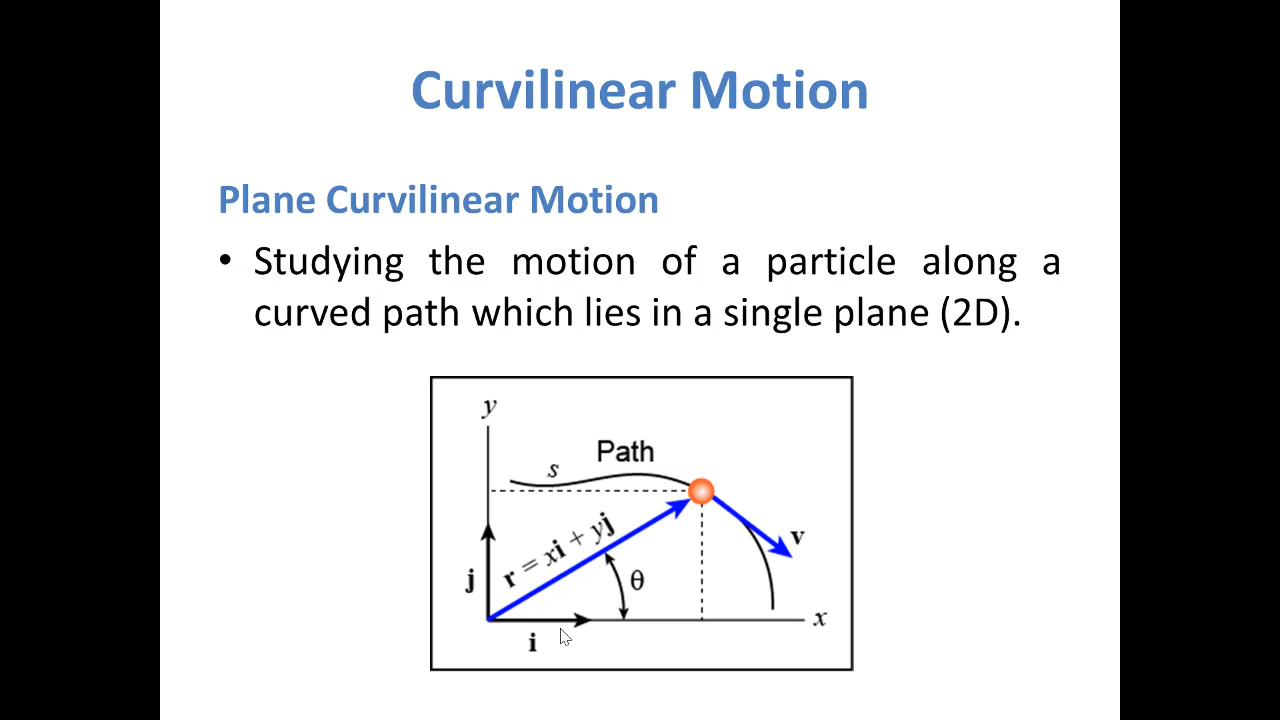 Curvilinear Motion
Plane Curvilinear Motion
• Studying the motion of a particle along a
curved path which lies in a single plane (2D).
y
Path
s
r = xi + yj
v
j
θ
x
i